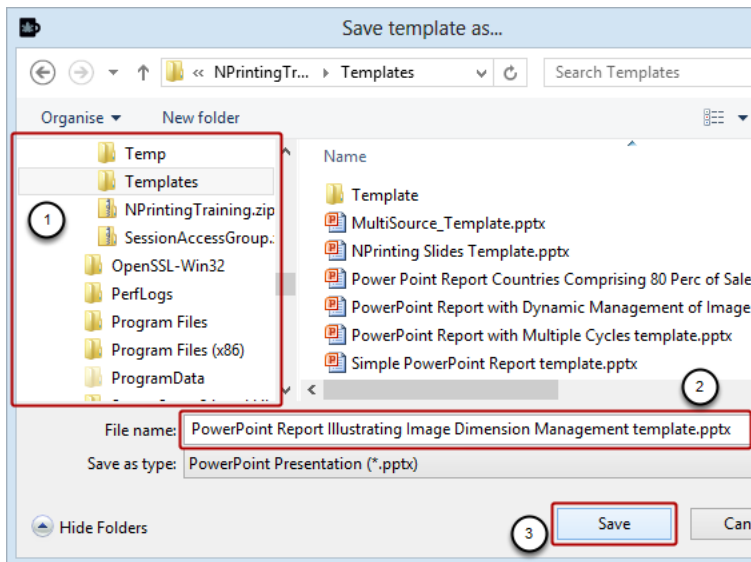 Save template as...
« NPrintingTr... Templates
Search Templates
Organise New folder
Temp
Templates
NPrintingTraining.zip
SessionAccessGroup.
OpenSSL-Win32
PerfLogs
Program Files
Program Files (x86)
ProgramData
1
Name
Template
MultiSource_Template.pptx
NPrinting Slides Template.pptx
Power Point Report Countries Comprising 80 Perc of Sale
PowerPoint Report with Dynamic Management of Image
PowerPoint Report with Multiple Cycles template.pptx
Simple PowerPoint Report template.pptx
2
File name: PowerPoint Report Illustrating Image Dimension Management template.pptx
Save as type: PowerPoint Presentation (*.pptx)
Hide Folders
3
Save
Can